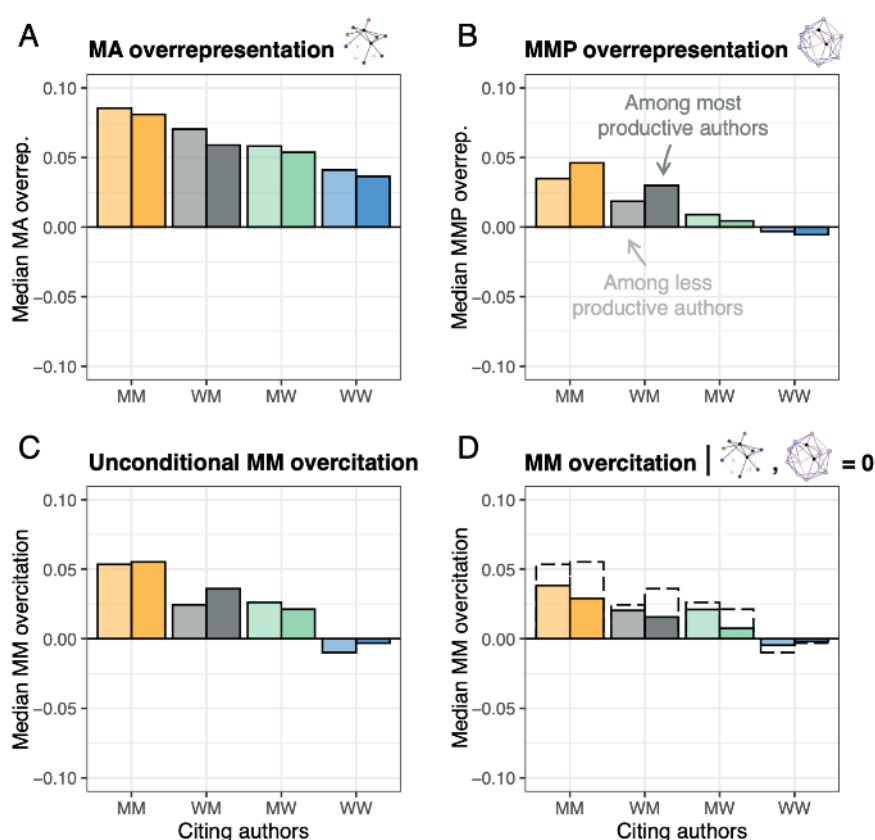 A
MA overrepresentation
Median MA overrep.
0.10
0.05
0.00
−0.05
−0.10
MM
WM
MW
WW
B
MMP overrepresentation
Median MMP overrep.
0.10
0.05
0.00
−0.05
−0.10
Among most
productive authors
Among less
productive authors
MM
WM
MW
WW
C
Unconditional MM overcitation
Median MM overcitation
0.10
0.05
0.00
−0.05
−0.10
MM
WM
MW
WW
Citing authors
D
MM overcitation | , = 0
Median MM overcitation
0.10
0.05
0.00
−0.05
−0.10
MM
WM
MW
WW
Citing authors